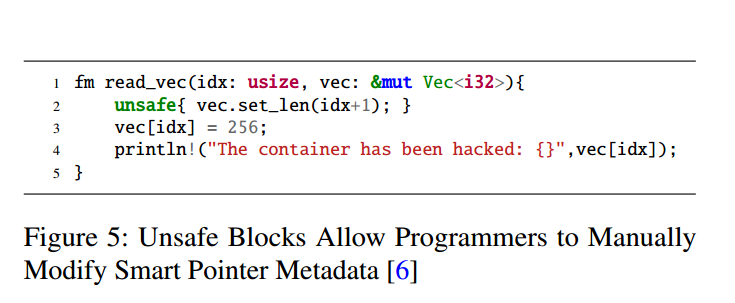 1 fm read_vec(idx: usize, vec: &mut Vec<i32>){
2 unsafe{ vec.set_len(idx+1); }
3 vec[idx] = 256;
4 println!("The container has been hacked: {}",vec[idx]);
5 }
Figure 5: Unsafe Blocks Allow Programmers to Manually
Modify Smart Pointer Metadata [6]